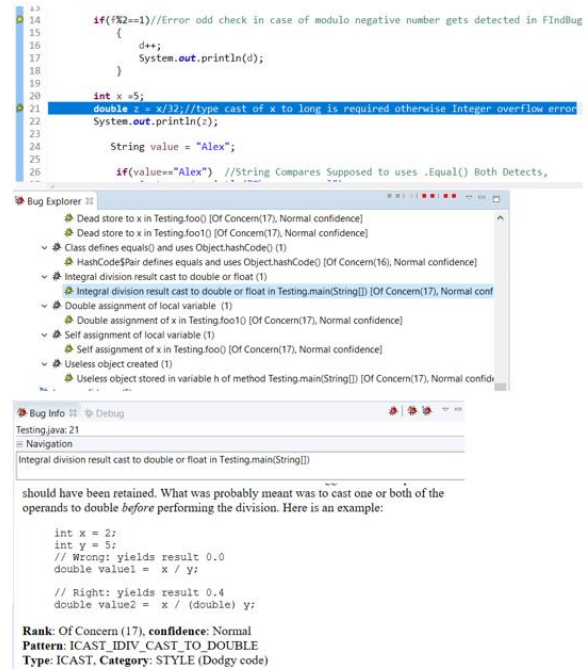 14 if(f%2==1)//Error odd check in case of modulo negative number gets detected in FIndBug
15 {
16 d++;
17 System.out.println(d);
18 }
19
20 int x =5;
21 double z = x/32;//type cast of x to long is required otherwise Integer overflow error
22 System.out.println(z);
23
24 String value = "Alex";
25
26 if(value=="Alex") //String Compares Supposed to uses .Equal() Both Detects,
Bug Explorer
Dead store to x in Testing.foo() [Of Concern(17), Normal confidence]
Dead store to x in Testing.foo1() [Of Concern(17), Normal confidence]
Class defines equals() and uses Object.hashCode() (1)
HashCode$Pair defines equals and uses Object.hashCode() [Of Concern(16), Normal confidence]
Integral division result cast to double or float (1)
Integral division result cast to double or float in Testing.main(String[]) [Of Concern(17), Normal conf
Double assignment of local variable (1)
Double assignment of x in Testing.foo1() [Of Concern(17), Normal confidence]
Self assignment of local variable (1)
Self assignment of x in Testing.foo() [Of Concern(17), Normal confidence]
Useless object created (1)
Useless object stored in variable h of method Testing.main(String[]) [Of Concern(17), Normal confide
Bug Info Debug
Testing.java: 21
Navigation
Integral division result cast to double or float in Testing.main(String[])
should have been retained. What was probably meant was to cast one or both of the
operands to double before performing the division. Here is an example:
int x = 2;
int y = 5;
// Wrong: yields result 0.0
double value1 = x / y;
// Right: yields result 0.4
double value2 = x / (double) y;
Rank: Of Concern (17), confidence: Normal
Pattern: ICAST_IDIV_CAST_TO_DOUBLE
Type: ICAST, Category: STYLE (Dodgy code)